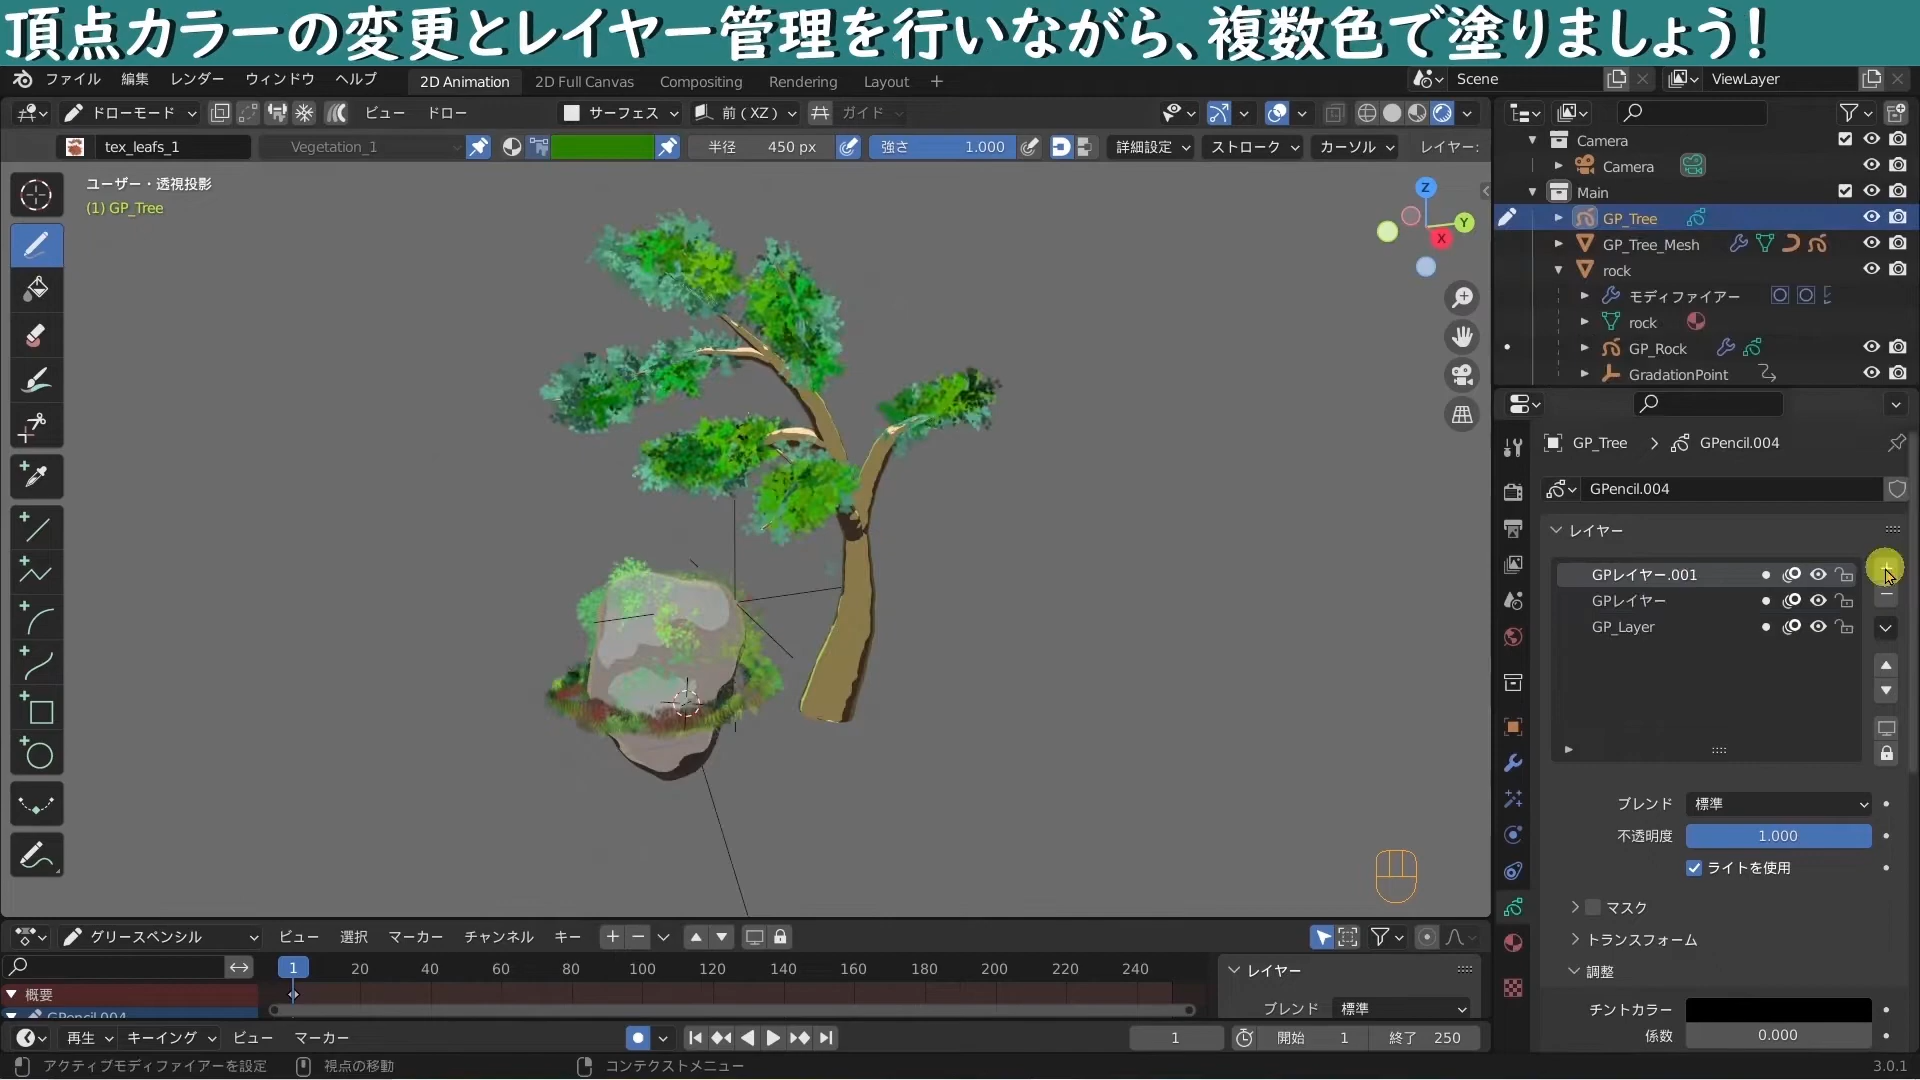 頂点カラーの変更とレイヤー管理を行いながら、複数色で塗りましょう!
ファイル 編集 レンダー ウィンドウ ヘルプ 2D Animation 2D Full Canvas Compositing Rendering Layout + Scene ViewLayer
ドローモード ビュー ドロー サーフェス 前 ( XZ ) ガイド
tex_leafs_1 Vegetation_1 半径 450 px 強さ 1.000 詳細設定 ストローク カーソル レイヤー:
ユーザー・透視投影
(1) GP_Tree
Z
Y
X
Camera
Camera
Main
GP_Tree
GP_Tree_Mesh
rock
モディファイアー
rock
GP_Rock
GradationPoint
GP_Tree > GPencil.004
GPencil.004
レイヤー
GPレイヤー.001
GPレイヤー
GP_Layer
ブレンド 標準
不透明度 1.000
ライトを使用
マスク
トランスフォーム
調整
チントカラー
係数 0.000
グリースペンシル ビュー 選択 マーカー チャンネル キー
1 20 40 60 80 100 120 140 160 180 200 220 240
概要
GPencil.004
レイヤー
ブレンド 標準
再生 キーイング ビュー マーカー 1 開始 1 終了 250
アクティブモディファイアーを設定 視点の移動 コンテクストメニュー 3.0.1